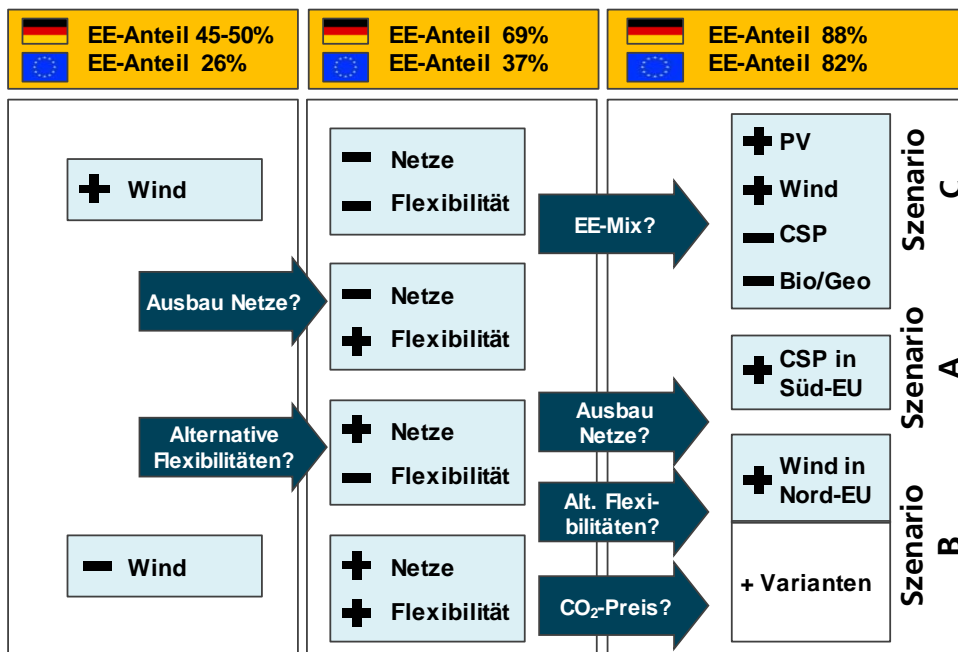 EE-Anteil 45-50%
EE-Anteil 26%
EE-Anteil 69%
EE-Anteil 37%
EE-Anteil 88%
EE-Anteil 82%
+ Wind
Ausbau Netze?
Alternative
Flexibilitäten?
− Wind
− Netze
− Flexibilität
− Netze
+ Flexibilität
+ Netze
− Flexibilität
+ Netze
+ Flexibilität
EE-Mix?
Ausbau
Netze?
Alt. Flexi-
bilitäten?
CO₂-Preis?
+ PV
+ Wind
− CSP
− Bio/Geo
Szenario
C
+ CSP in
Süd-EU
Szenario
A
+ Wind in
Nord-EU
+ Varianten
Szenario
B